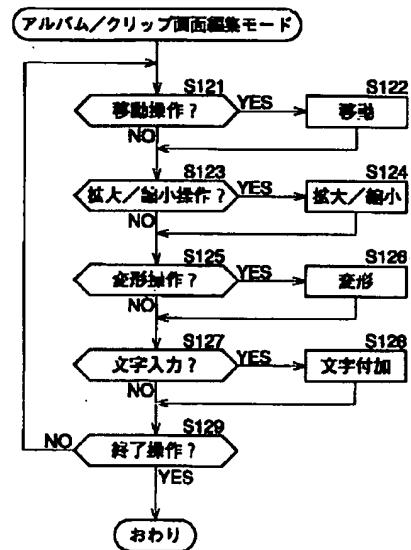 アルバム／クリップ画面編集モード
S121
移動操作？
YES
S122
移動
NO
S123
拡大／縮小操作？
YES
S124
拡大／縮小
NO
S125
変形操作？
YES
S126
変形
NO
S127
文字入力？
YES
S128
文字付加
NO
S129
NO
終了操作？
YES
おわり